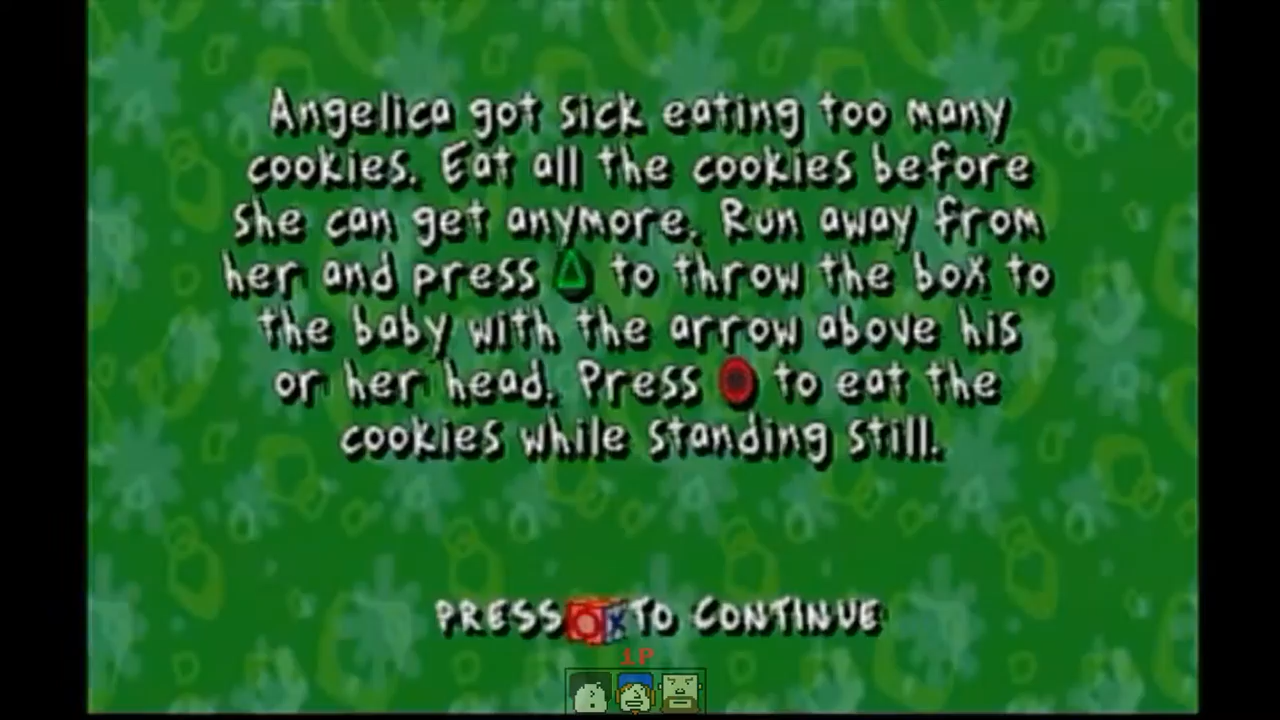 Angelica got sick eating too many
cookies. Eat all the cookies before
she can get anymore. Run away from
her and press △ to throw the box to
the baby with the arrow above his
or her head. Press ○ to eat the
cookies while standing still.
PRESS OK TO CONTINUE
1P